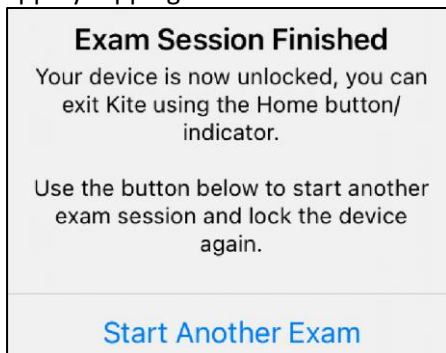 Exam Session Finished
Your device is now unlocked, you can
exit Kite using the Home button/
indicator.
Use the button below to start another
exam session and lock the device
again.
Start Another Exam